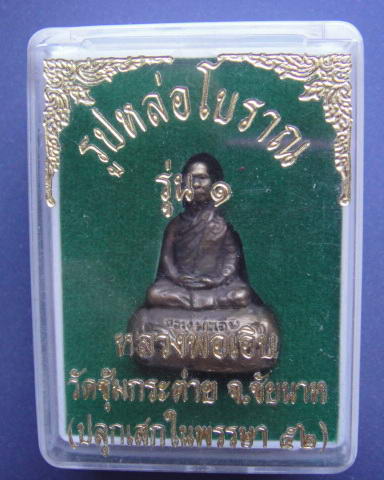 รูปหล่อโบราณ
รุ่น ๑
หลวงพ่อเอิบ
วัดซุ้มกระต่าย จ.ชัยนาท
(ปลุกเสกในพรรษา ๕๒)